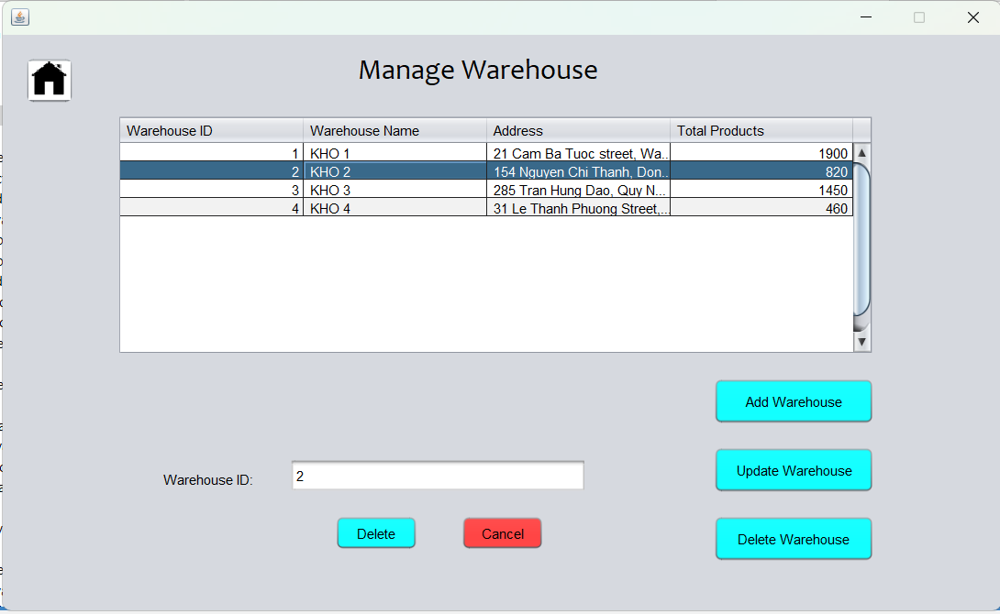 Manage Warehouse
Warehouse ID Warehouse Name Address Total Products
1 KHO 1 21 Cam Ba Tuoc street, Wa... 1900
2 KHO 2 154 Nguyen Chi Thanh, Don... 820
3 KHO 3 285 Tran Hung Dao, Quy N... 1450
4 KHO 4 31 Le Thanh Phuong Street,... 460
Add Warehouse
Warehouse ID: 2
Update Warehouse
Delete Cancel
Delete Warehouse